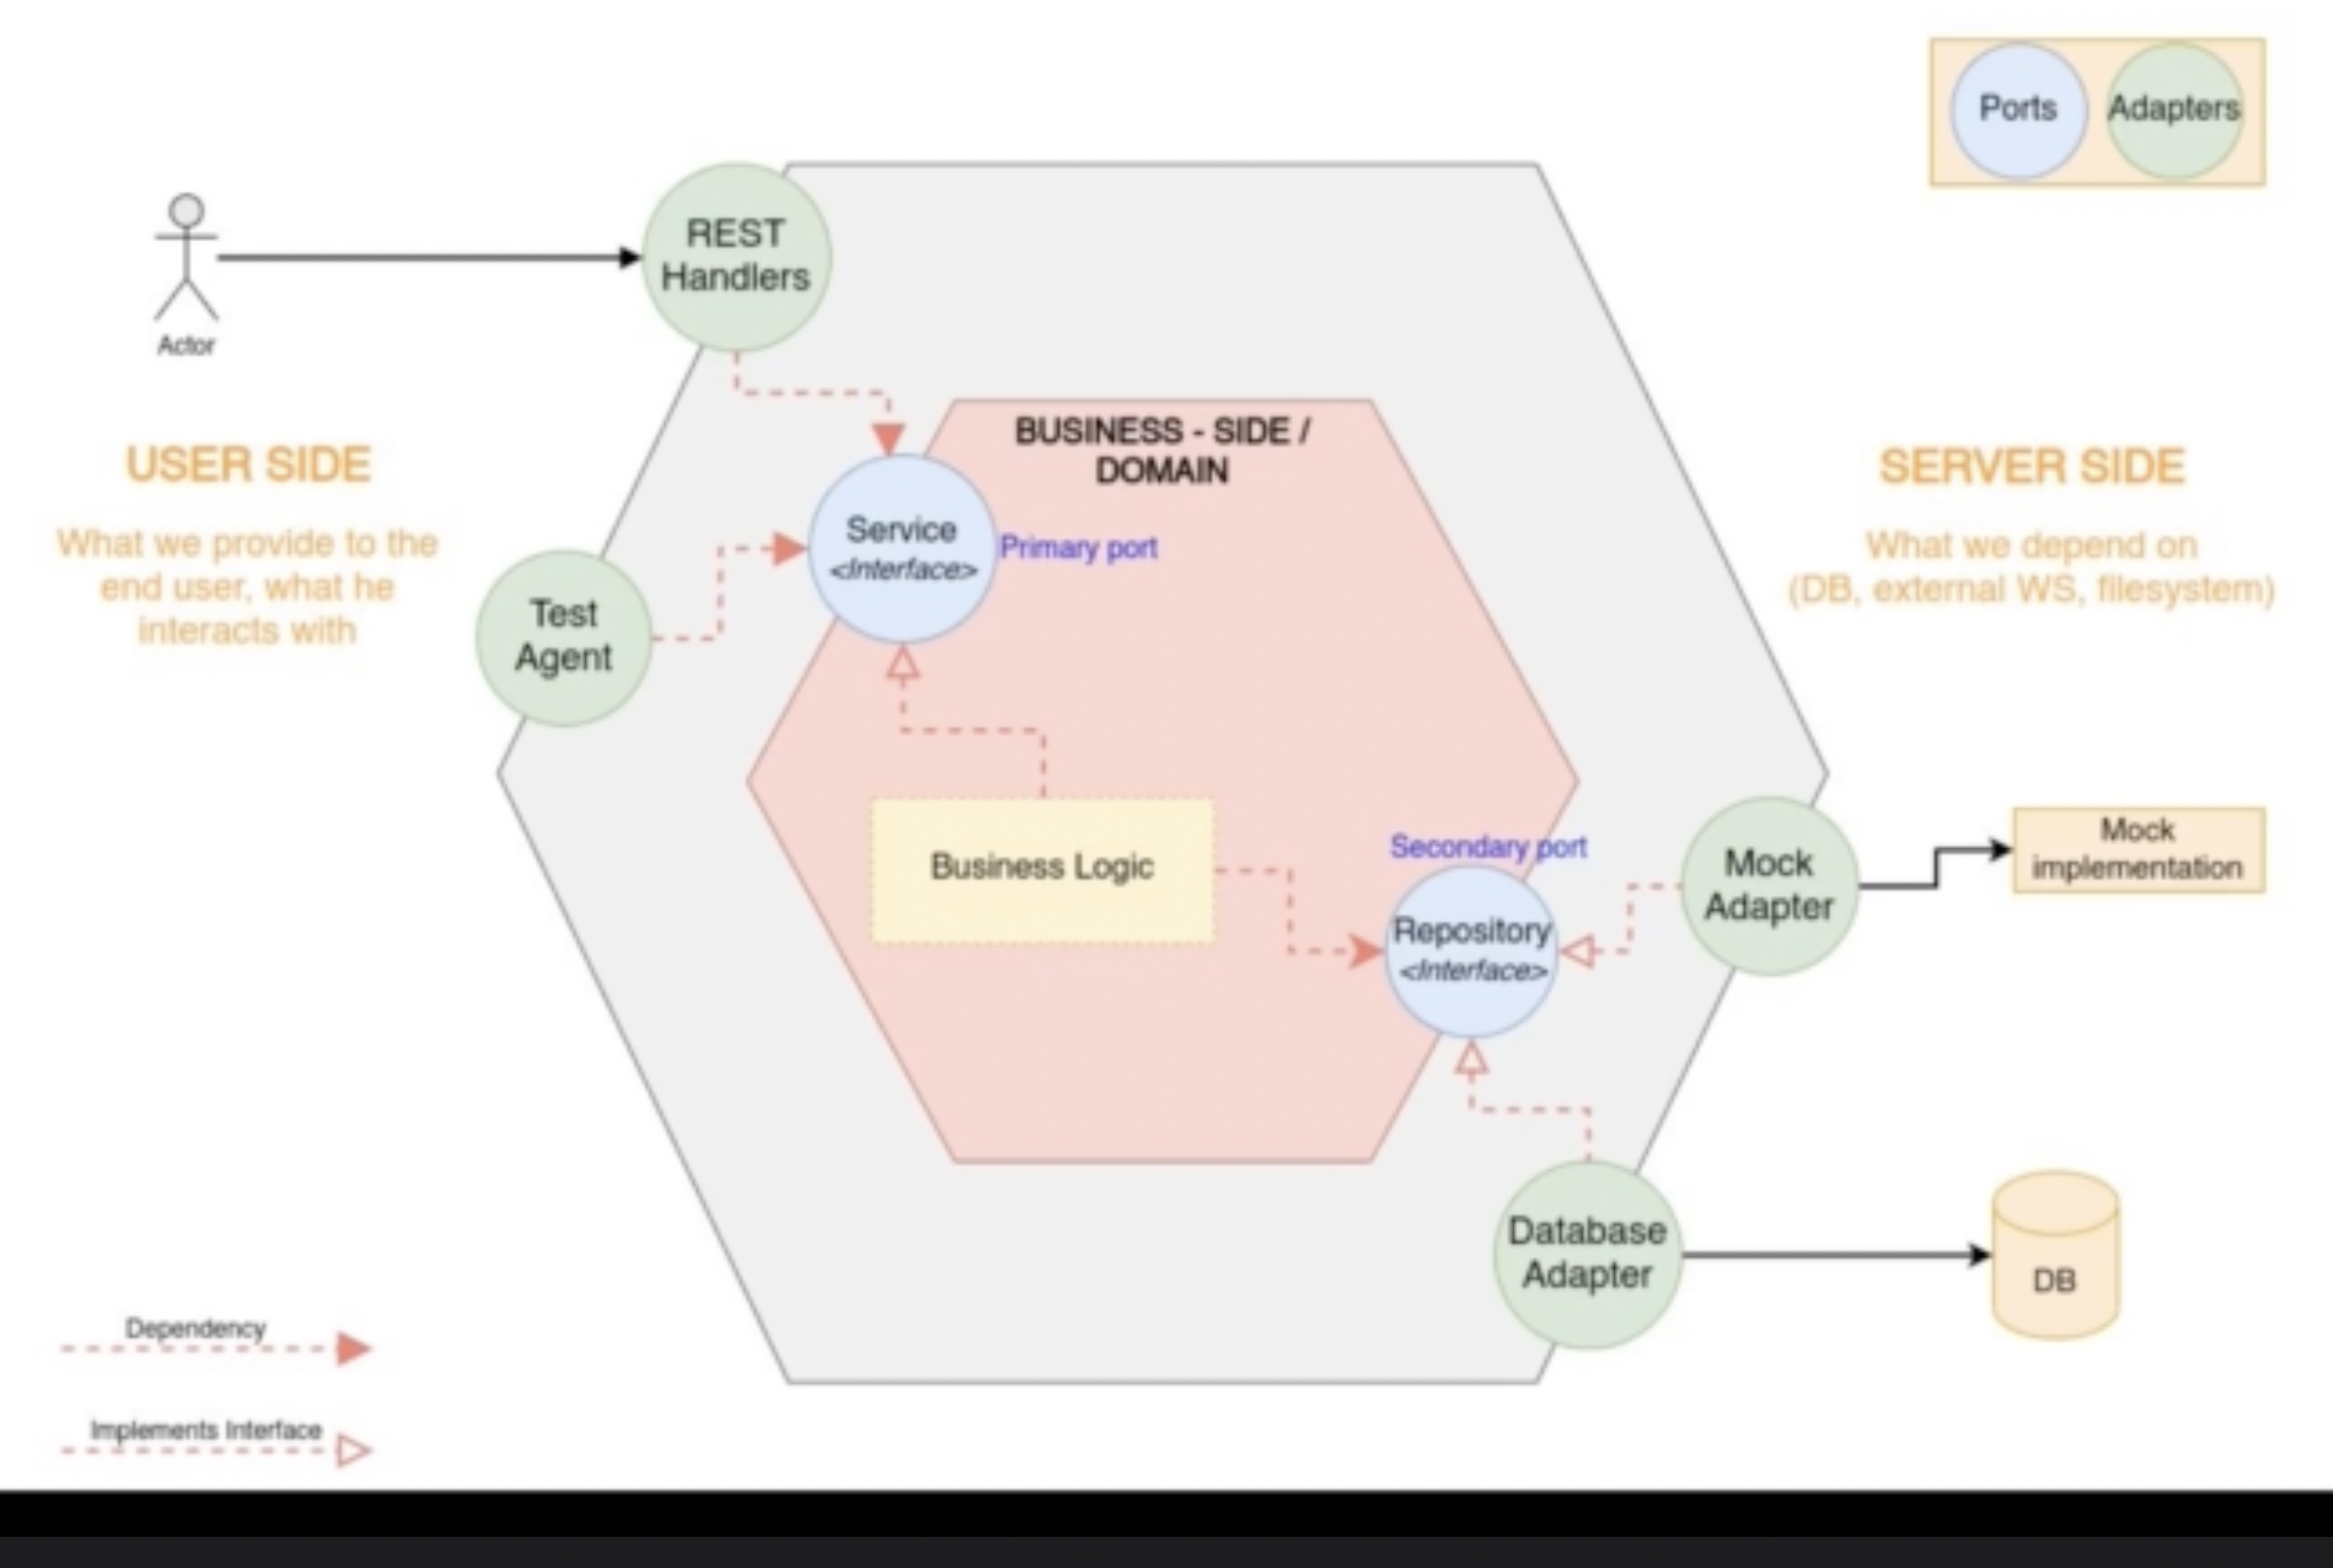 Ports
Adapters
REST
Handlers
Actor
BUSINESS - SIDE /
DOMAIN
USER SIDE
What we provide to the
end user, what he
interacts with
SERVER SIDE
What we depend on
(DB, external WS, filesystem)
Service
<Interface>
Primary port
Test
Agent
Business Logic
Secondary port
Repository
<Interface>
Mock
Adapter
Mock
implementation
Database
Adapter
DB
Dependency
Implements Interface